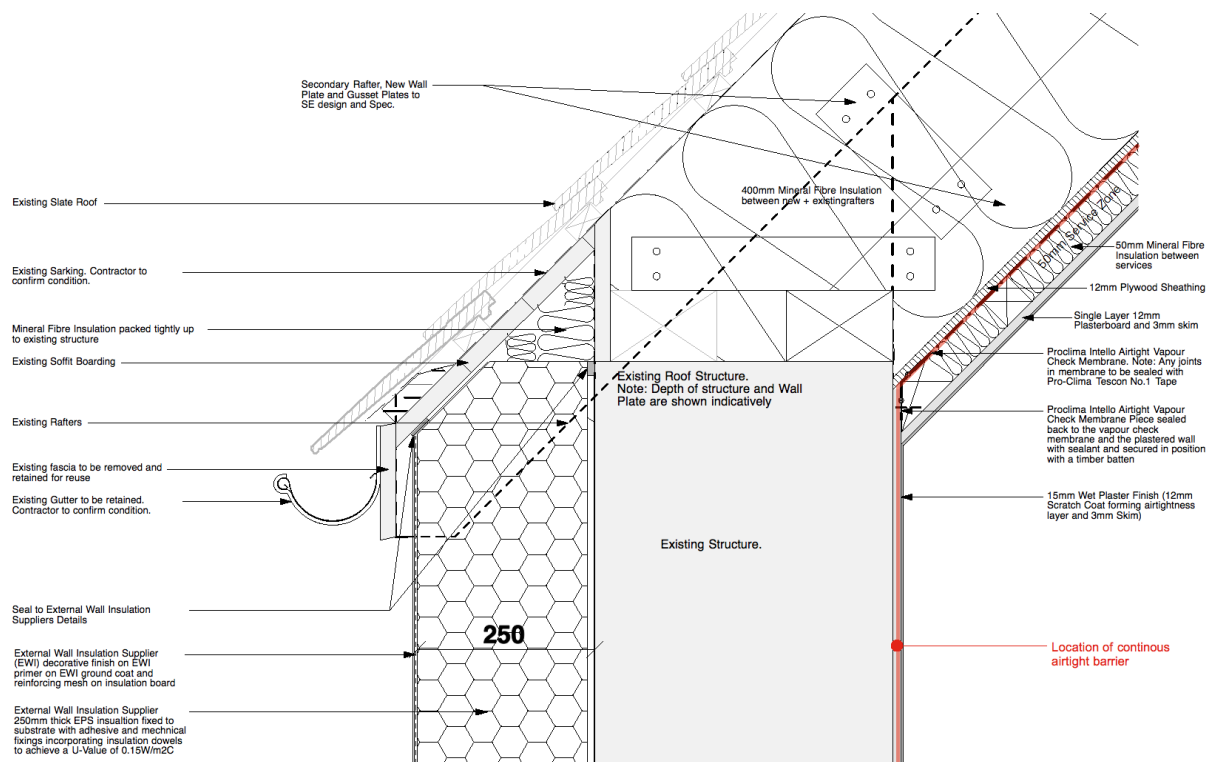 Secondary Rafter, New Wall
Plate and Gusset Plates to
SE design and Spec.
Existing Slate Roof
Existing Sarking. Contractor to
confirm condition.
Mineral Fibre Insulation packed tightly up
to existing structure
Existing Soffit Boarding
Existing Rafters
Existing fascia to be removed and
retained for reuse
Existing Gutter to be retained.
Contractor to confirm condition.
Seal to External Wall Insulation
Suppliers Details
External Wall Insulation Supplier
(EWI) decorative finish on EWI
primer on EWI ground coat and
reinforcing mesh on insulation board
External Wall Insulation Supplier
250mm thick EPS insualtion fixed to
substrate with adhesive and mechnical
fixings incorporating insulation dowels
to achieve a U-Value of 0.15W/m2C
250
400mm Mineral Fibre Insulation
between new + existingrafters
Existing Roof Structure.
Note: Depth of structure and Wall
Plate are shown indicatively
Existing Structure.
50mm Service Zone
50mm Mineral Fibre
Insulation between
services
12mm Plywood Sheathing
Single Layer 12mm
Plasterboard and 3mm skim
Proclima Intello Airtight Vapour
Check Membrane. Note: Any joints
in membrane to be sealed with
Pro-Clima Tescon No.1 Tape
Proclima Intello Airtight Vapour
Check Membrane Piece sealed
back to the vapour check
membrane and the plastered wall
with sealant and secured in position
with a timber batten
15mm Wet Plaster Finish (12mm
Scratch Coat forming airtightness
layer and 3mm Skim)
Location of continous
airtight barrier